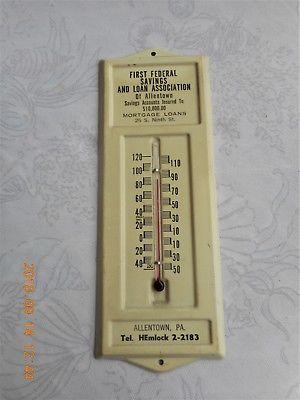 FIRST FEDERAL
SAVINGS
AND LOAN ASSOCIATION
Of Allentown
Savings Accounts Insured To
$10,000.00
MORTGAGE LOANS
25 S. Ninth St.
120
110
100
90
80
70
60
50
40
30
20
10
0
10
20
30
40
50
ALLENTOWN, PA.
Tel. HEmlock 2-2183